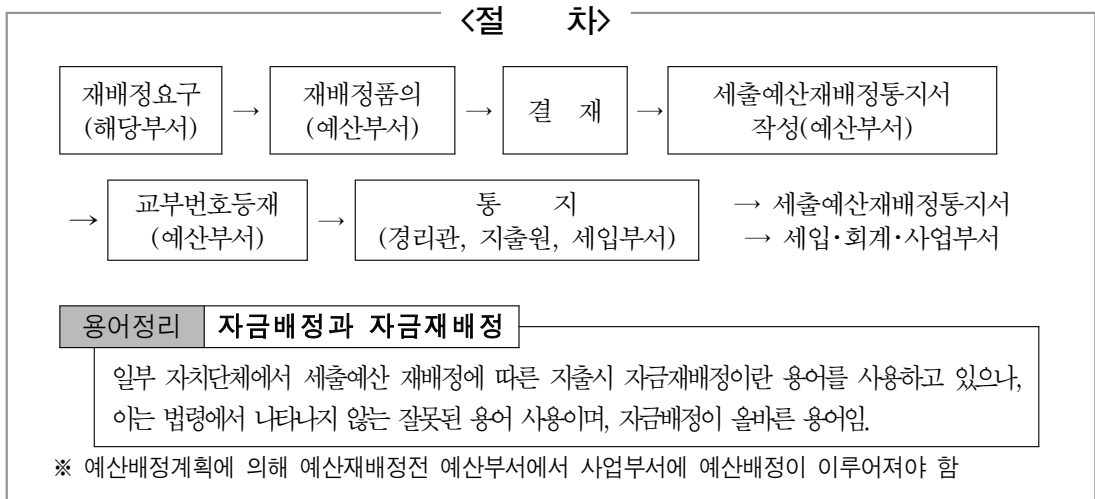 <절 차>
재배정요구 → 재배정품의 → 결 재 → 세출예산재배정통지서
(해당부서) (예산부서) 작성(예산부서)
→ 교부번호등재 → 통 지 → 세출예산재배정통지서
(예산부서) (경리관, 지출원, 세입부서) → 세입·회계·사업부서
용어정리 자금배정과 자금재배정
일부 자치단체에서 세출예산 재배정에 따른 지출시 자금재배정이란 용어를 사용하고 있으나,
이는 법령에서 나타나지 않는 잘못된 용어 사용이며, 자금배정이 올바른 용어임.
※ 예산배정계획에 의해 예산재배정전 예산부서에서 사업부서에 예산배정이 이루어져야 함